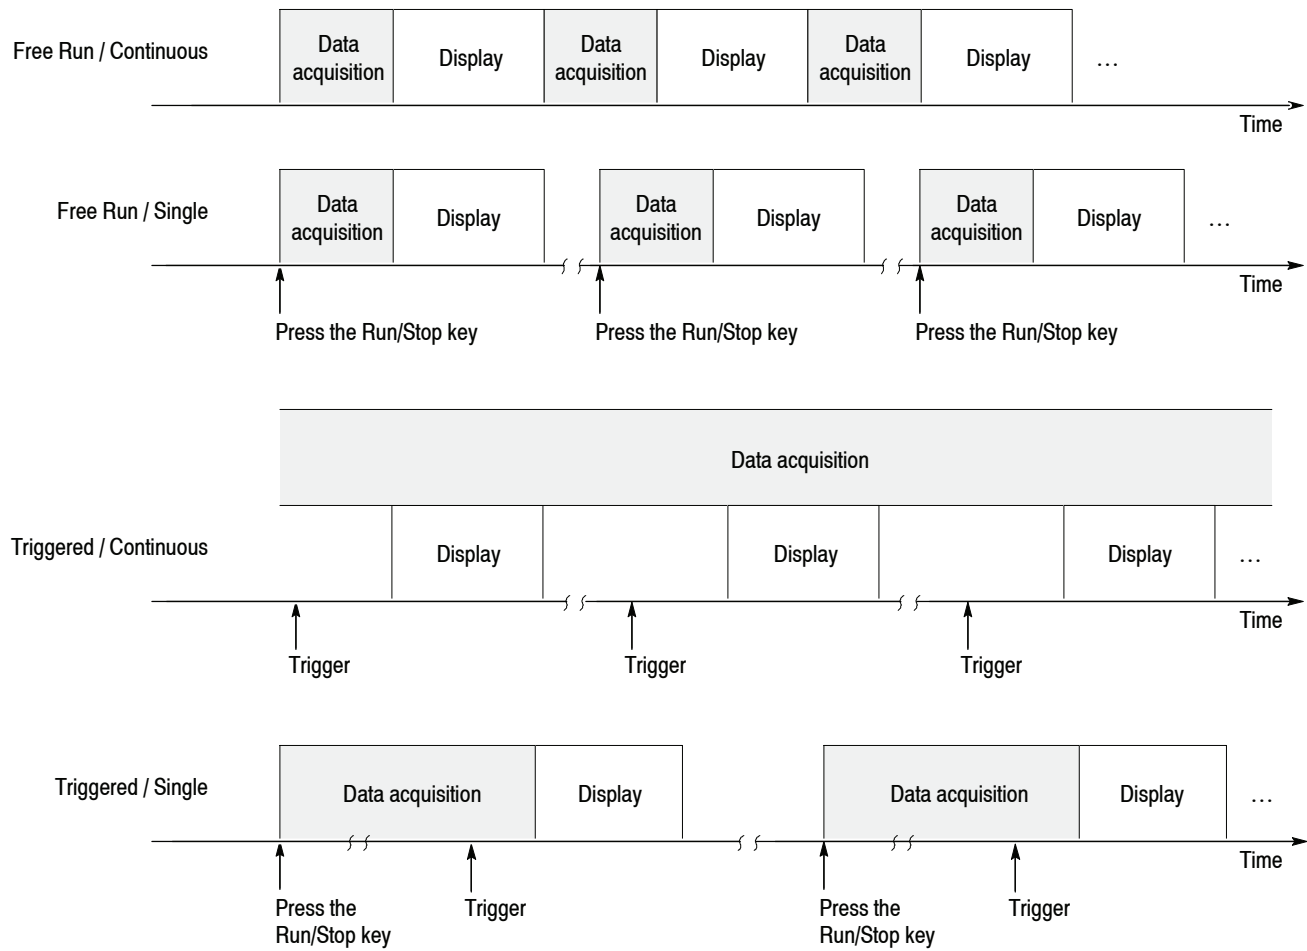 Free Run / Continuous
Data
acquisition
Display
Data
acquisition
Display
Data
acquisition
Display
…
Time
Free Run / Single
Data
acquisition
Display
Data
acquisition
Display
Data
acquisition
Display
…
Time
Press the Run/Stop key
Press the Run/Stop key
Press the Run/Stop key
Data acquisition
Triggered / Continuous
Display
Display
Display
…
Time
Trigger
Trigger
Trigger
Triggered / Single
Data acquisition
Display
Data acquisition
Display
…
Time
Press the
Run/Stop key
Trigger
Press the
Run/Stop key
Trigger